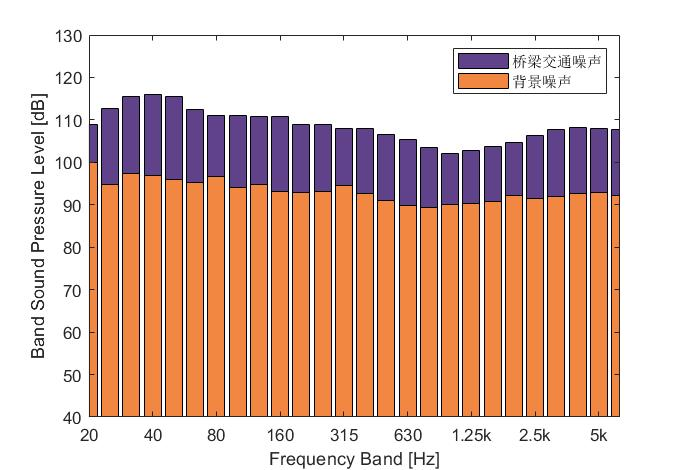 130
120
110
100
90
80
70
60
50
40
Band Sound Pressure Level [dB]
桥梁交通噪声
背景噪声
20 40 80 160 315 630 1.25k 2.5k 5k
Frequency Band [Hz]